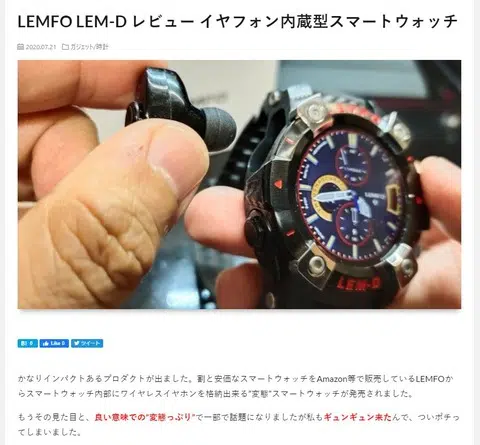 LEMFO LEM-D レビュー イヤフォン内蔵型スマートウォッチ
2020.07.21 ガジェット/時計
LEMFO
LEM-D
B! 6 Like 0 ツイート
かなりインパクトあるプロダクトが出ました。割と安価なスマートウォッチをAmazon等で販売しているLEMFOか
らスマートウォッチ内部にワイヤレスイヤホンを格納出来る"変態"スマートウォッチが発売されました。
もうその見た目と、良い意味での"変態っぷり"で一部で話題になりましたが私もギュンギュン来たんで、ついポチっ
てしまいました。